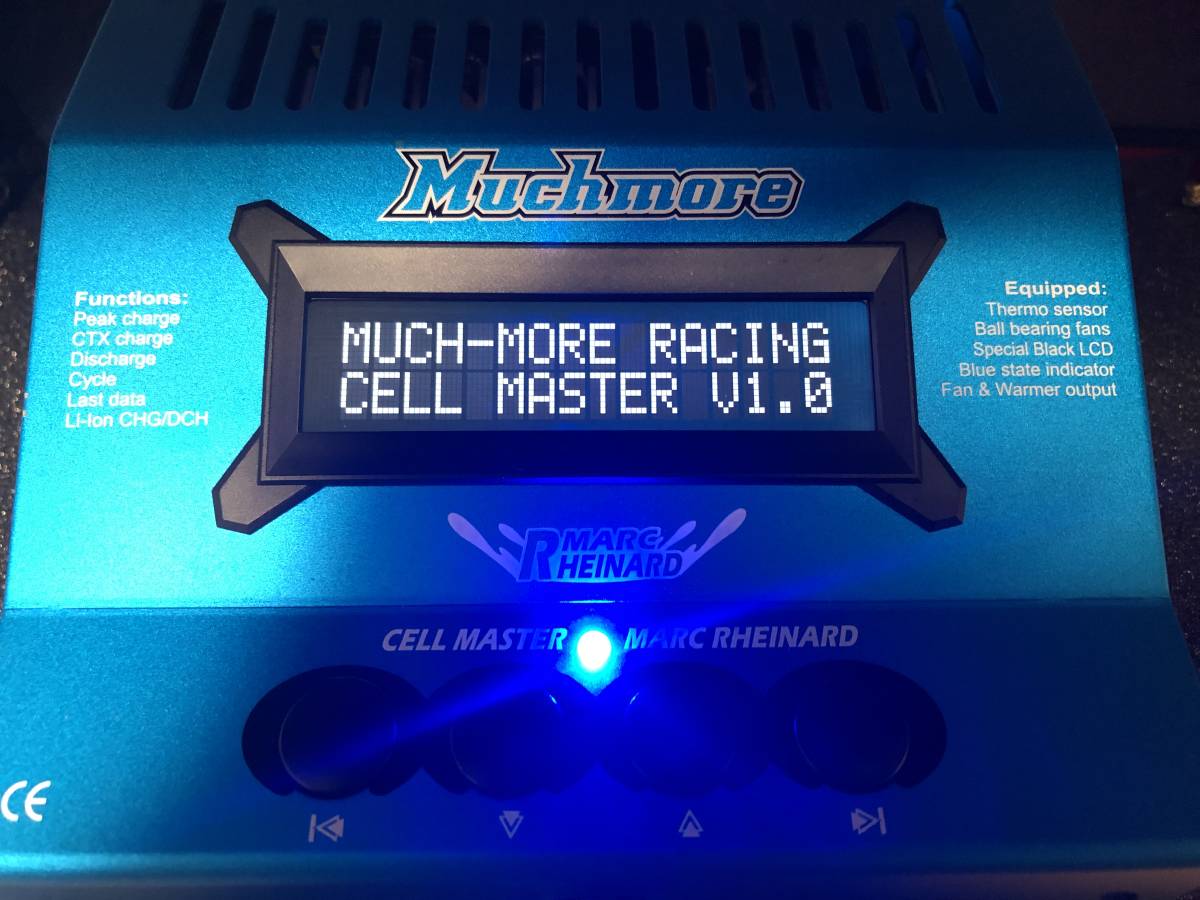 Muchmore
Functions:
Peak charge
CTX charge
Discharge
Cycle
Last data
Li-Ion CHG/DCH
MUCH-MORE RACING
CELL MASTER V1.0
Equipped:
Thermo sensor
Ball bearing fans
Special Black LCD
Blue state indicator
Fan & Warmer output
MARC
RHEINARD
CELL MASTER MARC RHEINARD
CE